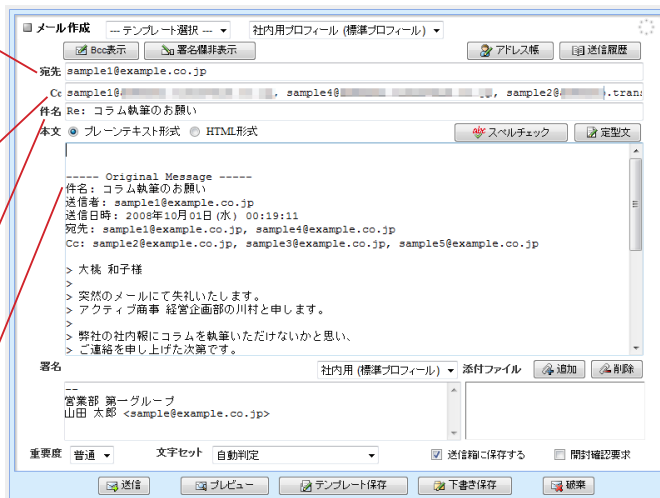 メール作成 --- テンプレート選択 --- 社内用プロフィール (標準プロフィール)
Bcc表示 署名欄非表示 アドレス帳 送信履歴
宛先 sample1@example.co.jp
Cc sample1@ , sample4@ , sample2@ .tran
件名 Re: コラム執筆のお願い
本文 プレーンテキスト形式 HTML形式 abc スペルチェック 定型文
----- Original Message -----
件名: コラム執筆のお願い
送信者: sample1@example.co.jp
送信日時: 2008年10月01日(水) 00:19:11
宛先: sample1@example.co.jp, sample4@example.co.jp
Cc: sample2@example.co.jp, sample3@example.co.jp, sample5@example.co.jp
> 大桃 和子様
>
> 突然のメールにて失礼いたします。
> アクティブ商事 経営企画部の川村と申します。
>
> 弊社の社内報にコラムを執筆いただけないかと思い、
> ご連絡を申し上げた次第です。
署名 社内用 (標準プロフィール) 添付ファイル 追加 削除
--
営業部 第一グループ
山田 太郎 <sample@example.co.jp>
重要度 普通 文字セット 自動判定 送信箱に保存する 開封確認要求
送信 プレビュー テンプレート保存 下書き保存 破棄